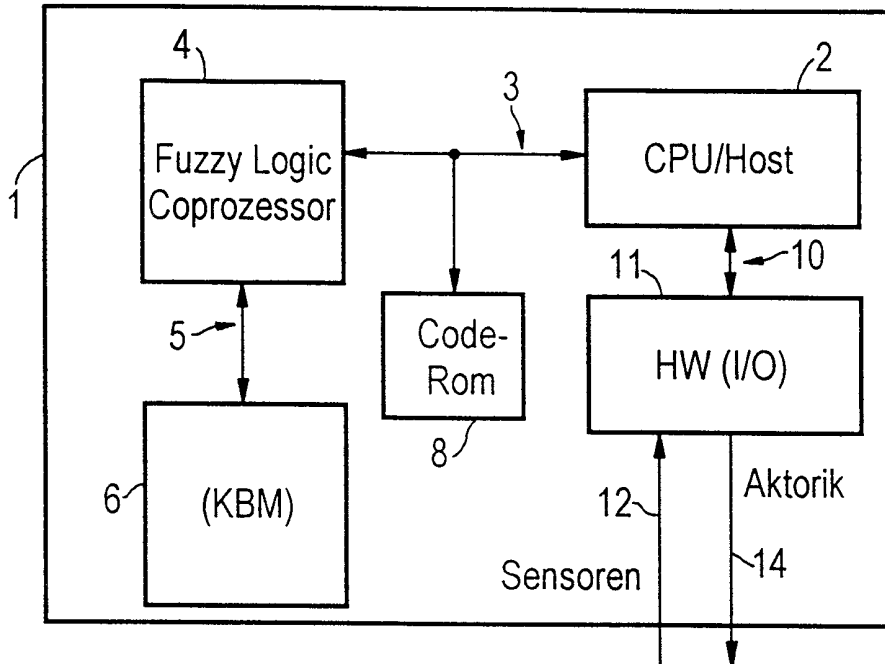 4
2
3
Fuzzy Logic
Coprozessor
CPU/Host
1
10
11
5
Code-
Rom
HW (I/O)
8
6
(KBM)
12
Aktorik
Sensoren
14